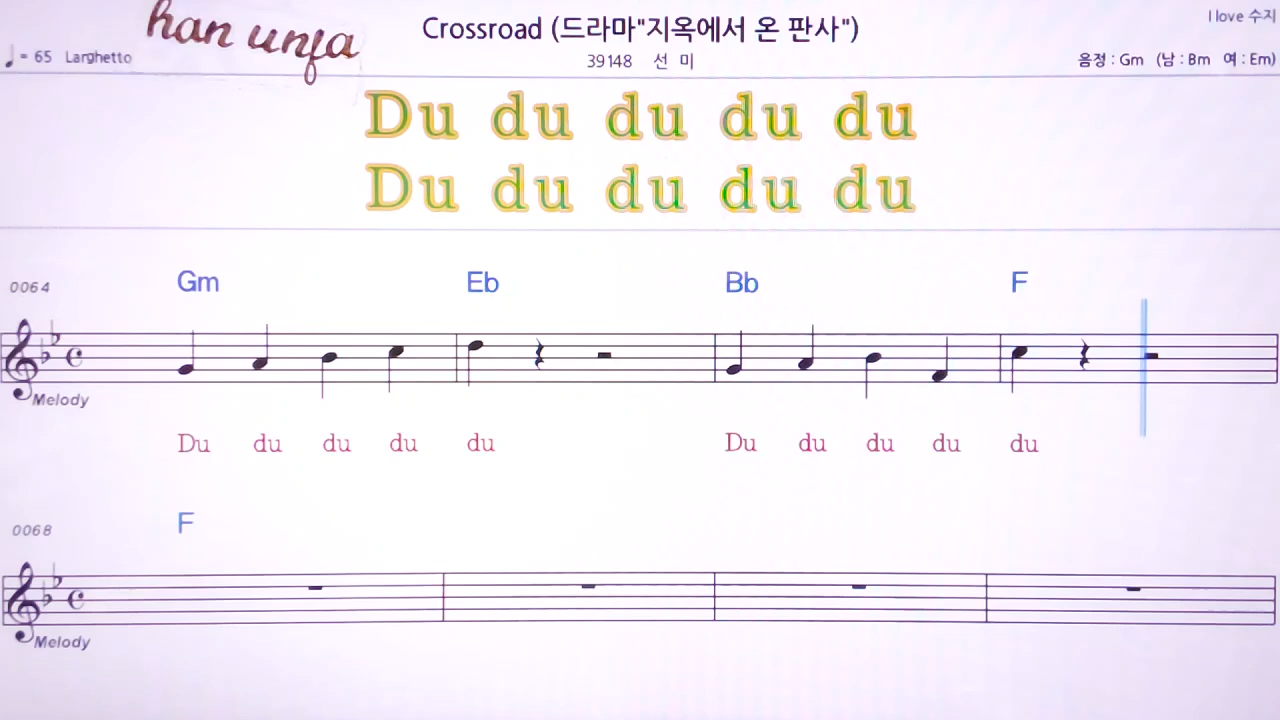 han unfa
Crossroad (드라마"지옥에서 온 판사")
I love 수지
♩ = 65 Larghetto
39148 선 미
음정 : Gm (남 : Bm 여 : Em)
Du du du du du
Du du du du du
0064 Gm Eb Bb F
Melody
Du du du du du Du du du du du
0068 F
Melody